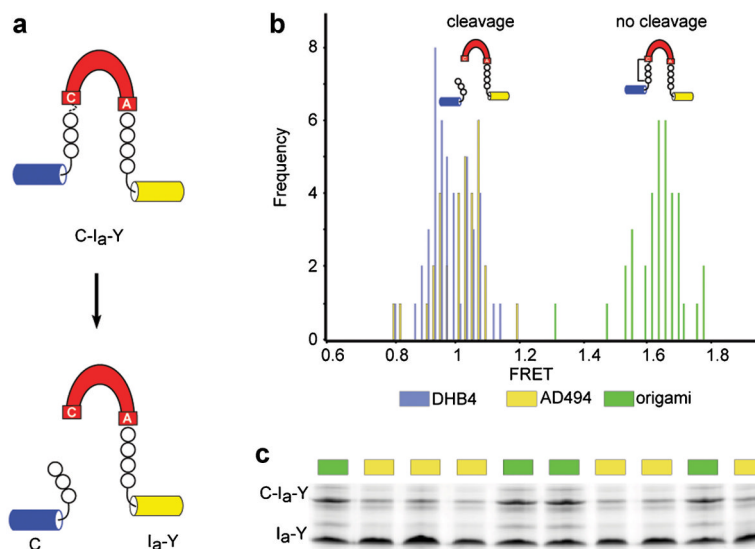 a
C
A
C-Ia-Y
C
A
C
Ia-Y
b
cleavage
no cleavage
C
A
C
A
Frequency
8
6
4
2
0
0.6
0.8
1
1.2
1.4
1.6
1.8
FRET
DHB4
AD494
origami
c
C-Ia-Y
Ia-Y